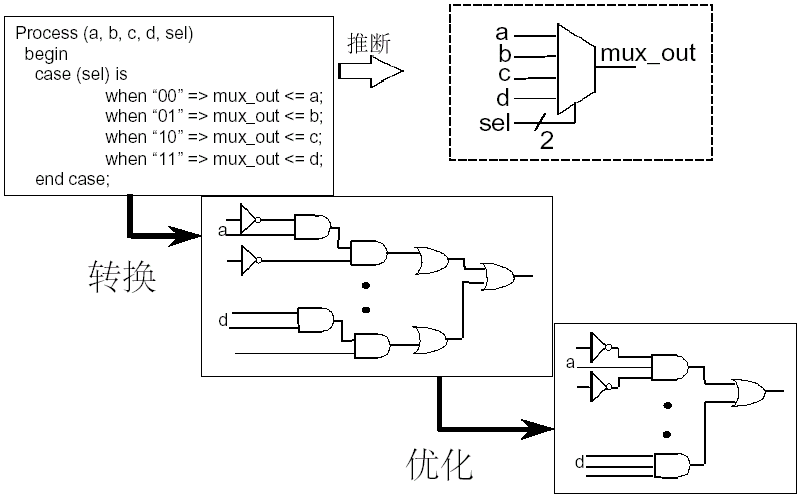 Process (a, b, c, d, sel)
begin
case (sel) is
when “00” => mux_out <= a;
when “01” => mux_out <= b;
when “10” => mux_out <= c;
when “11” => mux_out <= d;
end case;
推断
a
b
c
d
sel
2
mux_out
转换
a
d
优化
a
d